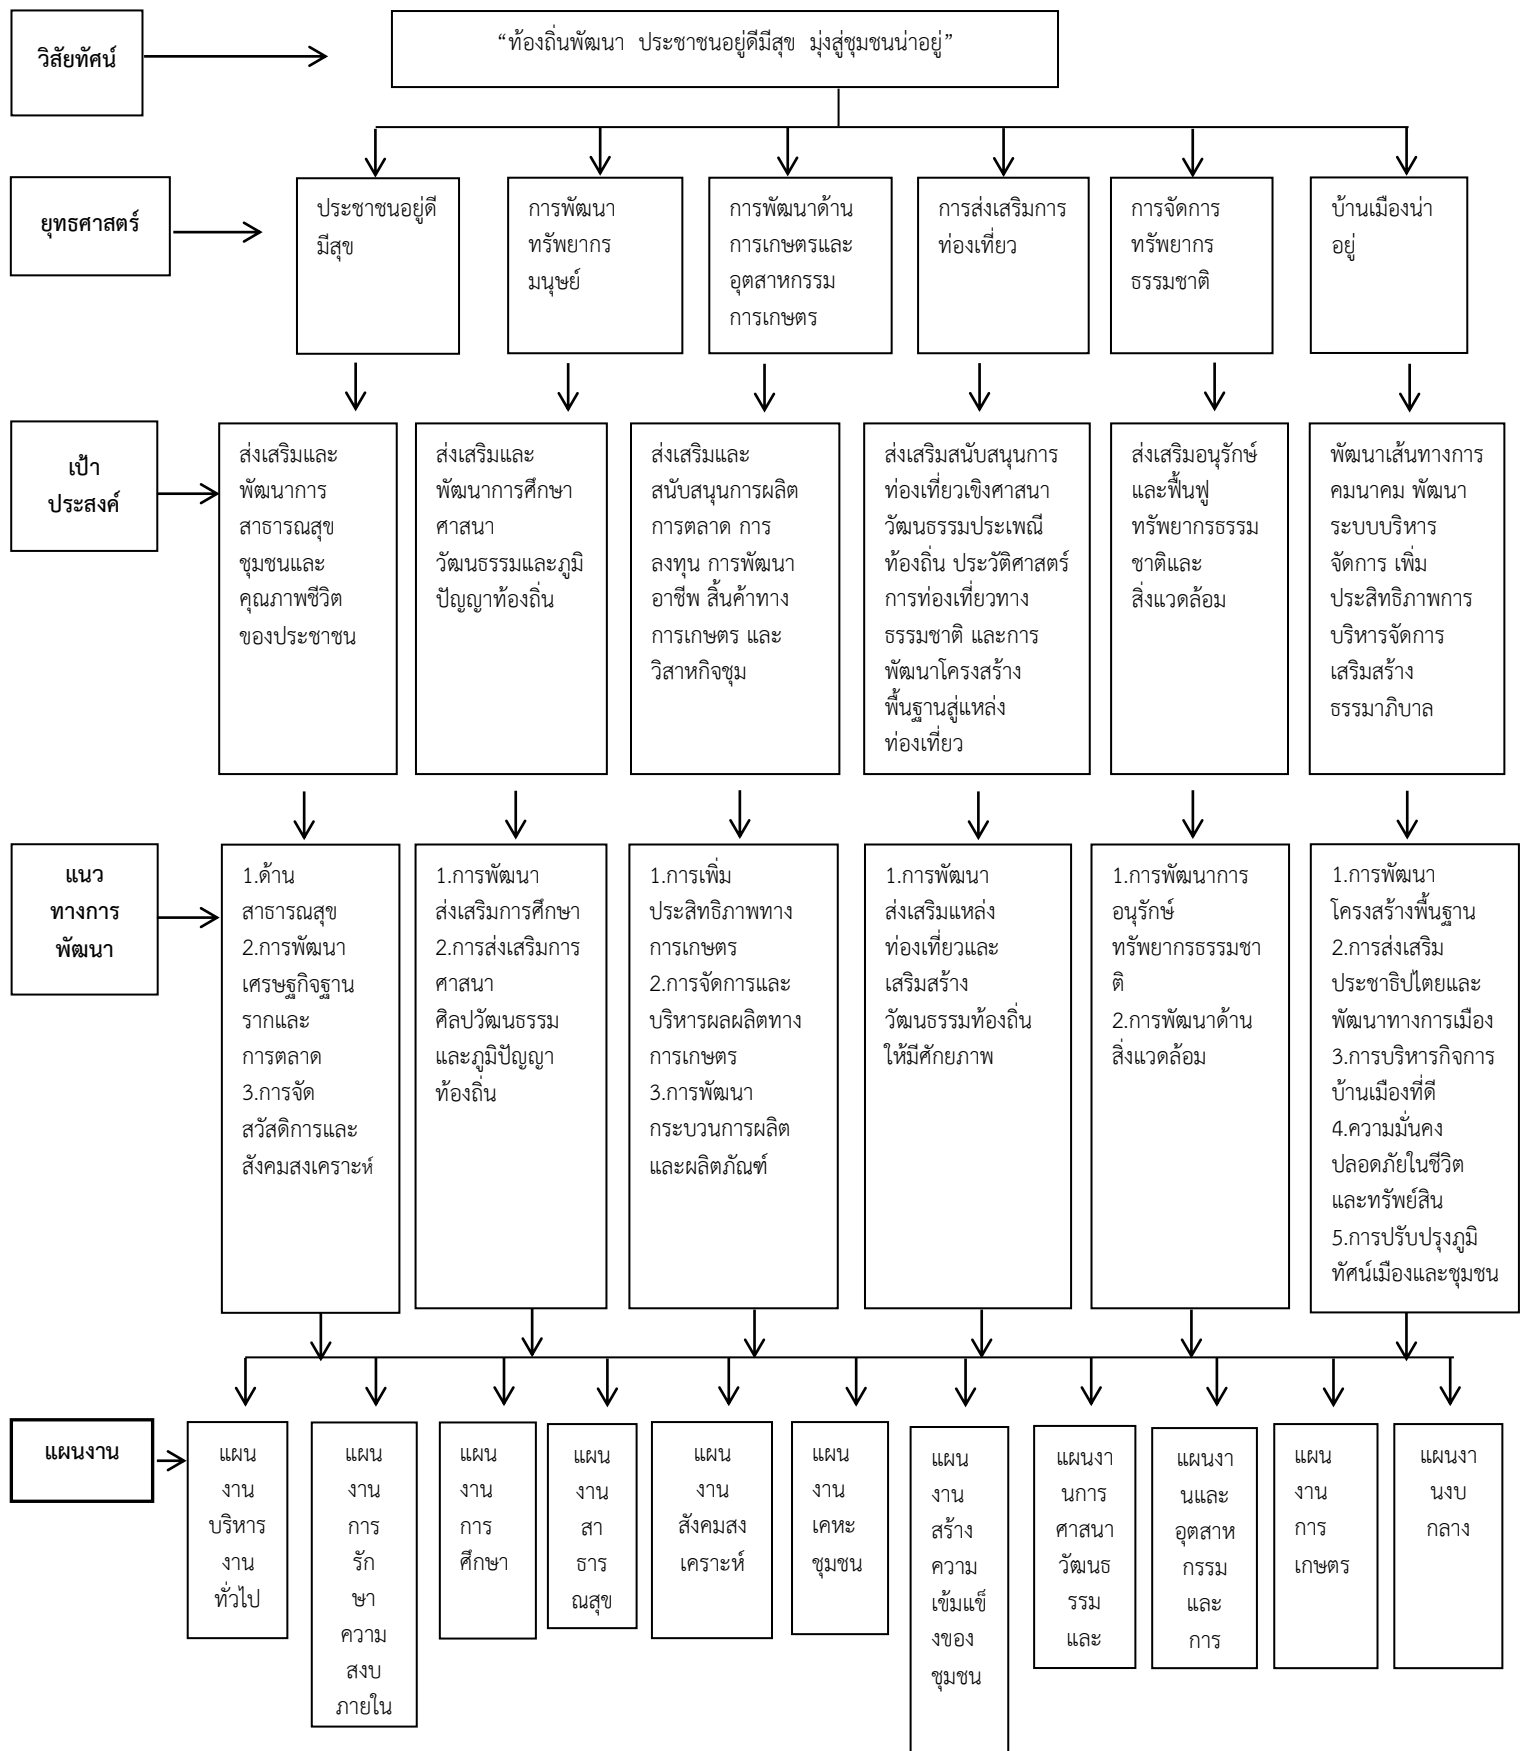 วิสัยทัศน์
“ท้องถิ่นพัฒนา ประชาชนอยู่ดีมีสุข มุ่งสู่ชุมชนน่าอยู่”
ยุทธศาสตร์
ประชาชนอยู่ดี
มีสุข
การพัฒนา
ทรัพยากร
มนุษย์
การพัฒนาด้าน
การเกษตรและ
อุตสาหกรรม
การเกษตร
การส่งเสริมการ
ท่องเที่ยว
การจัดการ
ทรัพยากร
ธรรมชาติ
บ้านเมืองน่า
อยู่
เป้า
ประสงค์
ส่งเสริมและ
พัฒนาการ
สาธารณสุข
ชุมชนและ
คุณภาพชีวิต
ของประชาชน
ส่งเสริมและ
พัฒนาการศึกษา
ศาสนา
วัฒนธรรมและภูมิ
ปัญญาท้องถิ่น
ส่งเสริมและ
สนับสนุนการผลิต
การตลาด การ
ลงทุน การพัฒนา
อาชีพ สิ้นค้าทาง
การเกษตร และ
วิสาหกิจชุม
ส่งเสริมสนับสนุนการ
ท่องเที่ยวเขิงศาสนา
วัฒนธรรมประเพณี
ท้องถิ่น ประวัติศาสตร์
การท่องเที่ยวทาง
ธรรมชาติ และการ
พัฒนาโครงสร้าง
พื้นฐานสู่แหล่ง
ท่องเที่ยว
ส่งเสริมอนุรักษ์
และฟื้นฟู
ทรัพยากรธรรม
ชาติและ
สิ่งแวดล้อม
พัฒนาเส้นทางการ
คมนาคม พัฒนา
ระบบบริหาร
จัดการ เพิ่ม
ประสิทธิภาพการ
บริหารจัดการ
เสริมสร้าง
ธรรมาภิบาล
แนว
ทางการ
พัฒนา
1.ด้าน
สาธารณสุข
2.การพัฒนา
เศรษฐกิจฐาน
รากและ
การตลาด
3.การจัด
สวัสดิการและ
สังคมสงเคราะห์
1.การพัฒนา
ส่งเสริมการศึกษา
2.การส่งเสริมการ
ศาสนา
ศิลปวัฒนธรรม
และภูมิปัญญา
ท้องถิ่น
1.การเพิ่ม
ประสิทธิภาพทาง
การเกษตร
2.การจัดการและ
บริหารผลผลิตทาง
การเกษตร
3.การพัฒนา
กระบวนการผลิต
และผลิตภัณฑ์
1.การพัฒนา
ส่งเสริมแหล่ง
ท่องเที่ยวและ
เสริมสร้าง
วัฒนธรรมท้องถิ่น
ให้มีศักยภาพ
1.การพัฒนาการ
อนุรักษ์
ทรัพยากรธรรมชา
ติ
2.การพัฒนาด้าน
สิ่งแวดล้อม
1.การพัฒนา
โครงสร้างพื้นฐาน
2.การส่งเสริม
ประชาธิปไตยและ
พัฒนาทางการเมือง
3.การบริหารกิจการ
บ้านเมืองที่ดี
4.ความมั่นคง
ปลอดภัยในชีวิต
และทรัพย์สิน
5.การปรับปรุงภูมิ
ทัศน์เมืองและชุมชน
แผนงาน
แผน
งาน
บริหาร
งาน
ทั่วไป
แผน
งาน
การ
รัก
ษา
ความ
สงบ
ภายใน
แผน
งาน
การ
ศึกษา
แผน
งาน
สา
ธาร
ณสุข
แผน
งาน
สังคมสง
เคราะห์
แผน
งาน
เคหะ
ชุมชน
แผน
งาน
สร้าง
ความ
เข้มแข็
งของ
ชุมชน
แผนงา
นการ
ศาสนา
วัฒนธ
รรม
และ
แผนงา
นและ
อุตสาห
กรรม
และ
การ
แผน
งาน
การ
เกษตร
แผนงา
นงบ
กลาง